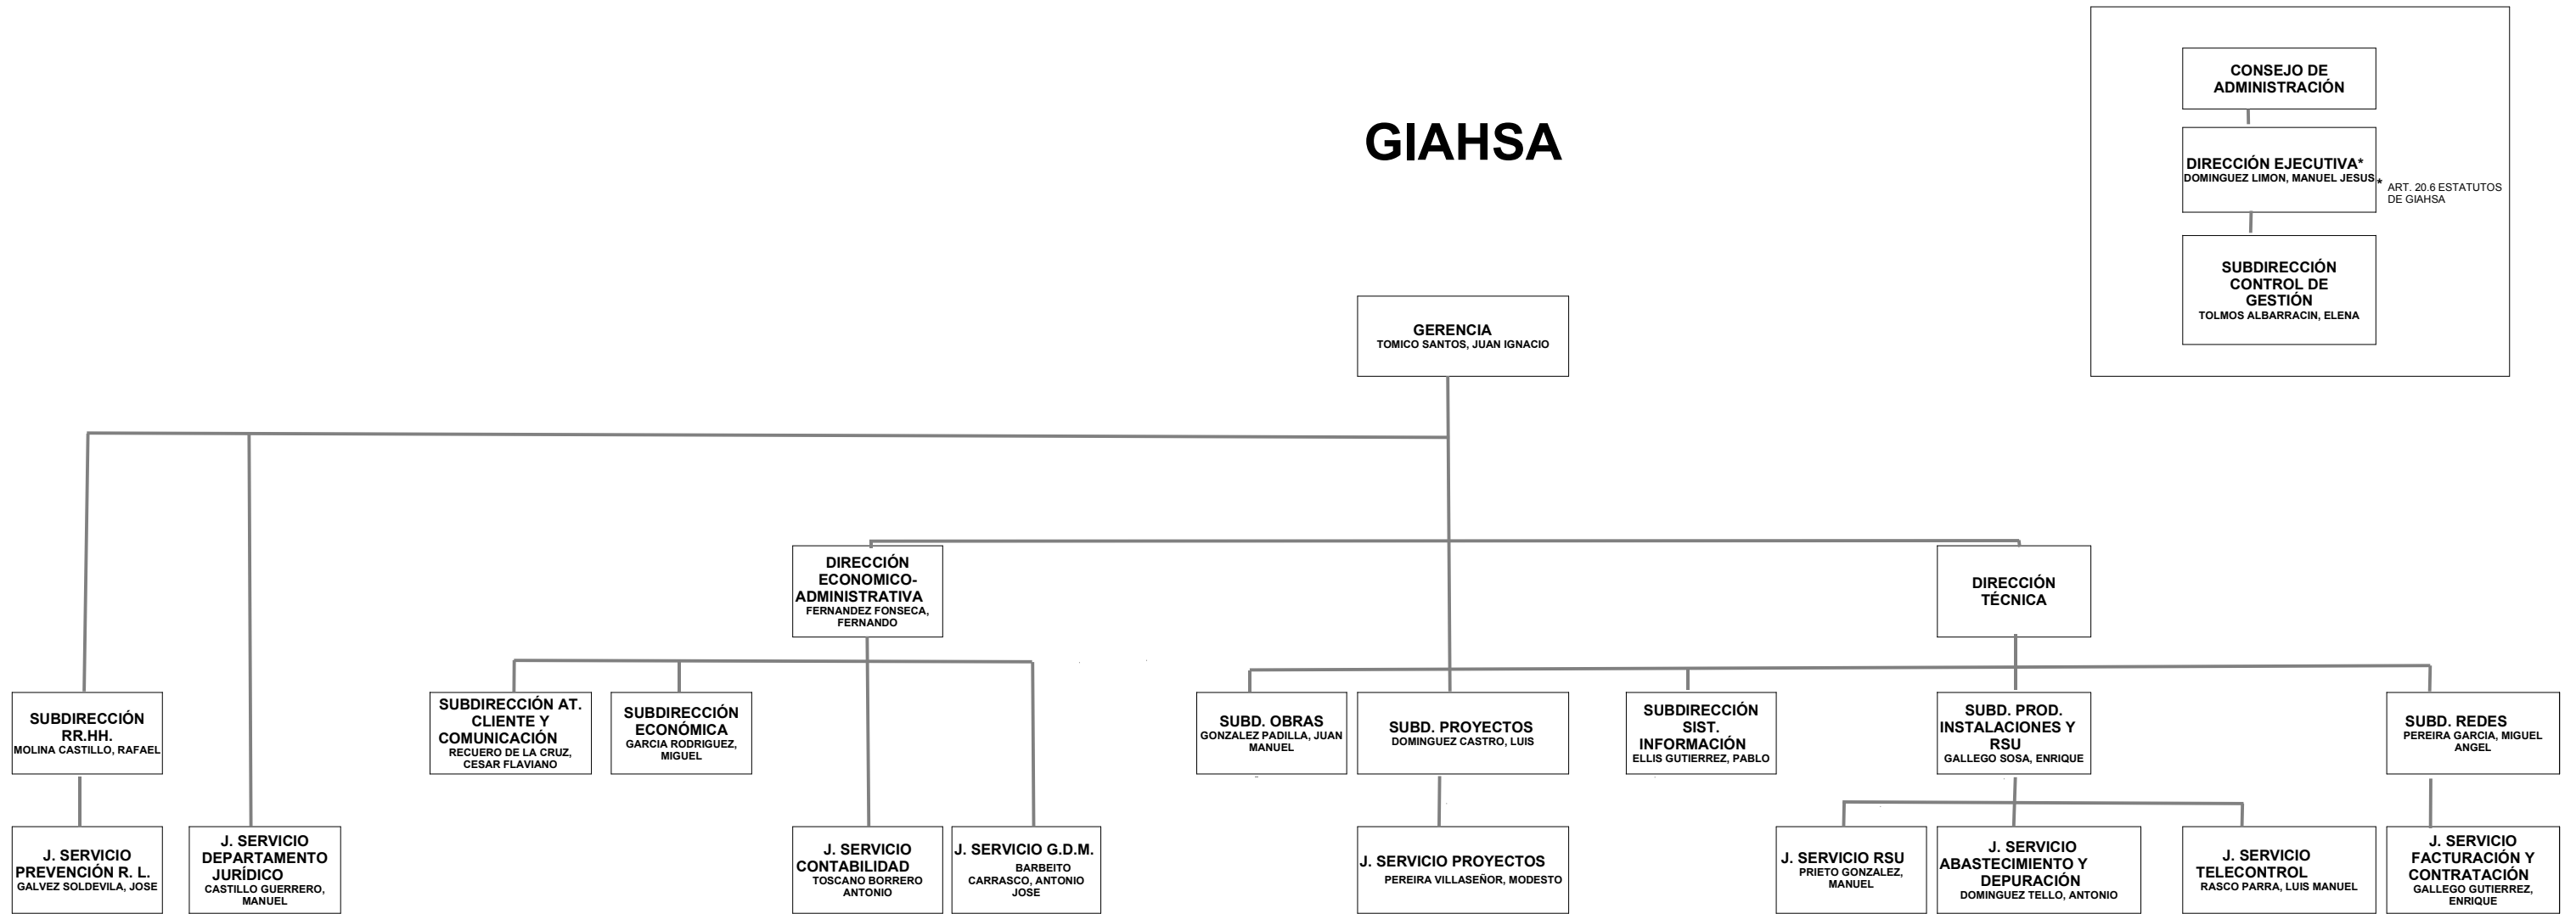 CONSEJO DE
ADMINISTRACIÓN
GIAHSA
DIRECCIÓN EJECUTIVA*
DOMINGUEZ LIMON, MANUEL JESUS
* ART. 20.6 ESTATUTOS
DE GIAHSA
SUBDIRECCIÓN
CONTROL DE
GESTIÓN
TOLMOS ALBARRACIN, ELENA
GERENCIA
TOMICO SANTOS, JUAN IGNACIO
DIRECCIÓN
ECONOMICO-
ADMINISTRATIVA
FERNANDEZ FONSECA,
FERNANDO
DIRECCIÓN
TÉCNICA
SUBDIRECCIÓN
RR.HH.
MOLINA CASTILLO, RAFAEL
SUBDIRECCIÓN AT.
CLIENTE Y
COMUNICACIÓN
RECUERO DE LA CRUZ,
CESAR FLAVIANO
SUBDIRECCIÓN
ECONÓMICA
GARCIA RODRIGUEZ,
MIGUEL
SUBD. OBRAS
GONZALEZ PADILLA, JUAN
MANUEL
SUBD. PROYECTOS
DOMINGUEZ CASTRO, LUIS
SUBDIRECCIÓN
SIST.
INFORMACIÓN
ELLIS GUTIERREZ, PABLO
SUBD. PROD.
INSTALACIONES Y
RSU
GALLEGO SOSA, ENRIQUE
SUBD. REDES
PEREIRA GARCIA, MIGUEL
ANGEL
J. SERVICIO
PREVENCIÓN R. L.
GALVEZ SOLDEVILA, JOSE
J. SERVICIO
DEPARTAMENTO
JURÍDICO
CASTILLO GUERRERO,
MANUEL
J. SERVICIO
CONTABILIDAD
TOSCANO BORRERO
ANTONIO
J. SERVICIO G.D.M.
BARBEITO
CARRASCO, ANTONIO
JOSE
J. SERVICIO PROYECTOS
PEREIRA VILLASEÑOR, MODESTO
J. SERVICIO RSU
PRIETO GONZALEZ,
MANUEL
J. SERVICIO
ABASTECIMIENTO Y
DEPURACIÓN
DOMINGUEZ TELLO, ANTONIO
J. SERVICIO
TELECONTROL
RASCO PARRA, LUIS MANUEL
J. SERVICIO
FACTURACIÓN Y
CONTRATACIÓN
GALLEGO GUTIERREZ,
ENRIQUE